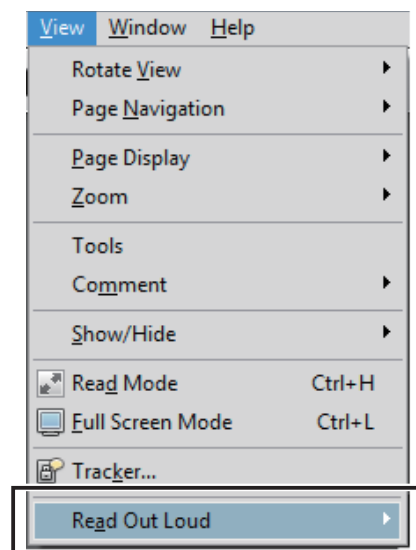 View Window Help
Rotate View
Page Navigation
Page Display
Zoom
Tools
Comment
Show/Hide
Read Mode Ctrl+H
Full Screen Mode Ctrl+L
Tracker...
Read Out Loud